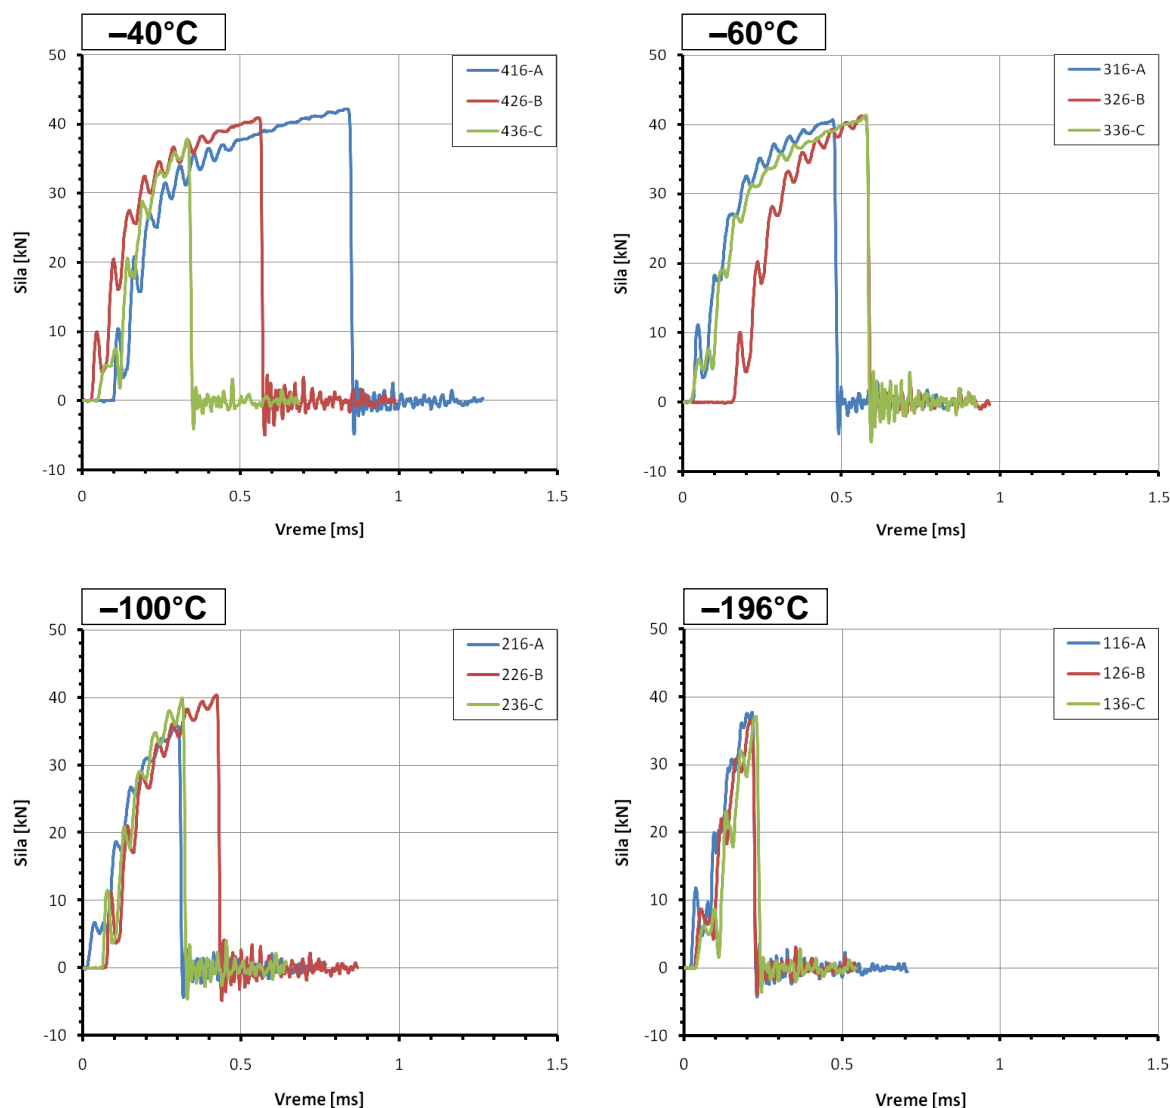 –40°C
50
40
30
20
10
0
-10
Sila [kN]
416-A
426-B
436-C
0 0.5 1 1.5
Vreme [ms]
–60°C
50
40
30
20
10
0
-10
Sila [kN]
316-A
326-B
336-C
0 0.5 1 1.5
Vreme [ms]
–100°C
50
40
30
20
10
0
-10
Sila [kN]
216-A
226-B
236-C
0 0.5 1 1.5
Vreme [ms]
–196°C
50
40
30
20
10
0
-10
Sila [kN]
116-A
126-B
136-C
0 0.5 1 1.5
Vreme [ms]